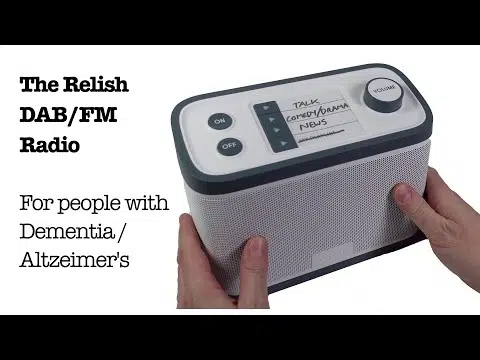 The Relish
DAB/FM
Radio
For people with
Dementia /
Altzeimer's
ON
OFF
TALK
COMEDY/DRAMA
NEWS
VOLUME